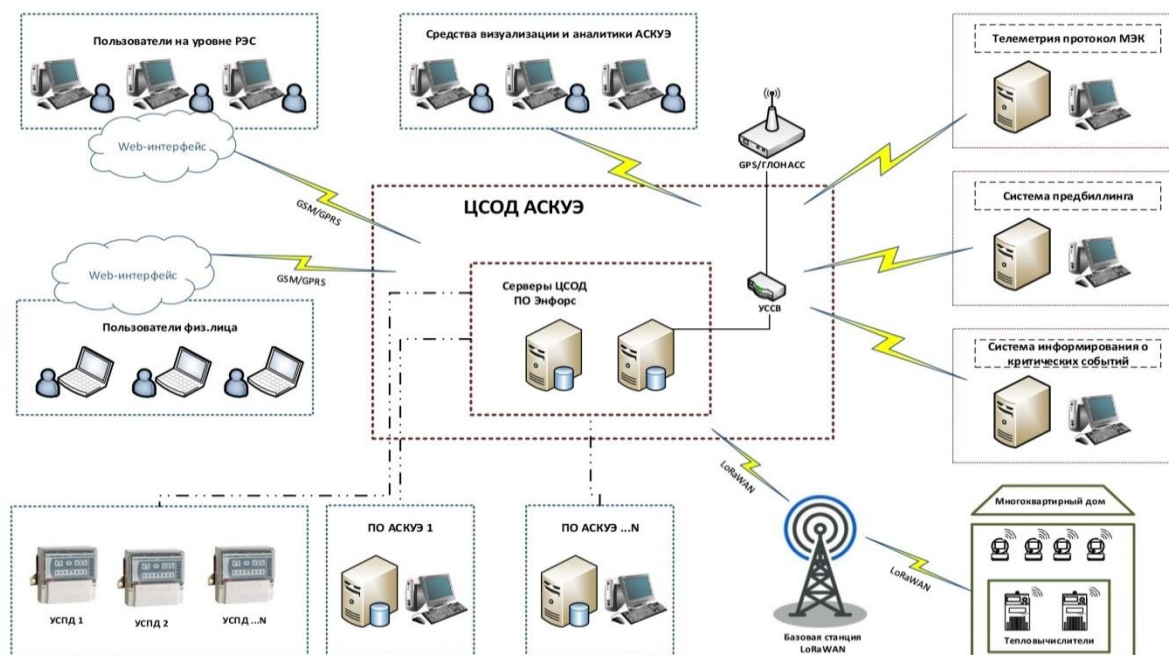 Пользователи на уровне РЭС
Web-интерфейс
GSM/GPRS
Средства визуализации и аналитики АСКУЭ
GPS/ГЛОНАСС
Телеметрия протокол МЭК
Система предбиллинга
Система информирования о
критических событий
ЦСОД АСКУЭ
Серверы ЦСОД
ПО Энфорс
УССВ
Web-интерфейс
GSM/GPRS
Пользователи физ.лица
УСПД 1
УСПД 2
УСПД ...N
ПО АСКУЭ 1
ПО АСКУЭ ...N
LoRaWAN
Базовая станция
LoRaWAN
LoRaWAN
Многоквартирный дом
Тепловычислители